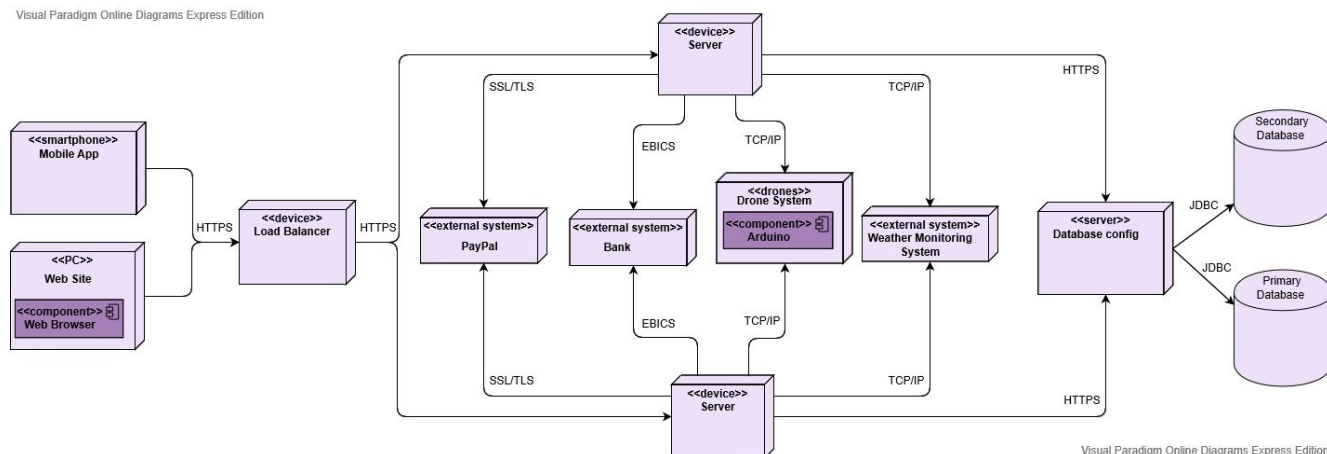 Visual Paradigm Online Diagrams Express Edition
<<device>>
Server
HTTPS
SSL/TLS
TCP/IP
EBICS
TCP/IP
<<smartphone>>
Mobile App
Secondary
Database
<<device>>
Load Balancer
HTTPS
HTTPS
<<external system>>
PayPal
<<external system>>
Bank
<<drones>>
Drone System
<<component>>
Arduino
<<external system>>
Weather Monitoring
System
<<server>>
Database config
JDBC
JDBC
<<PC>>
Web Site
<<component>>
Web Browser
Primary
Database
EBICS
TCP/IP
SSL/TLS
TCP/IP
<<device>>
Server
HTTPS
Visual Paradigm Online Diagrams Express Edition